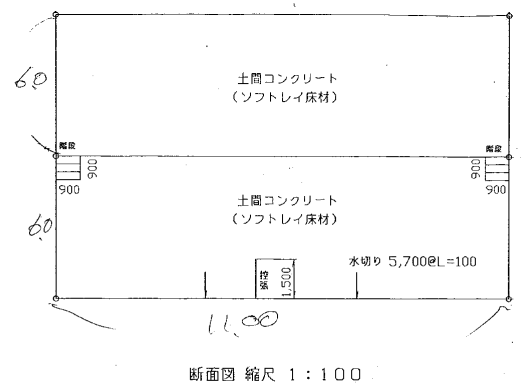 6.0
土間コンクリート
（ソフトレイ床材）
階段
900
900
階段
900
900
6.0
土間コンクリート
（ソフトレイ床材）
水切り 5,700@L=100
控張
1,500
11.00
断面図 縮尺 1：100